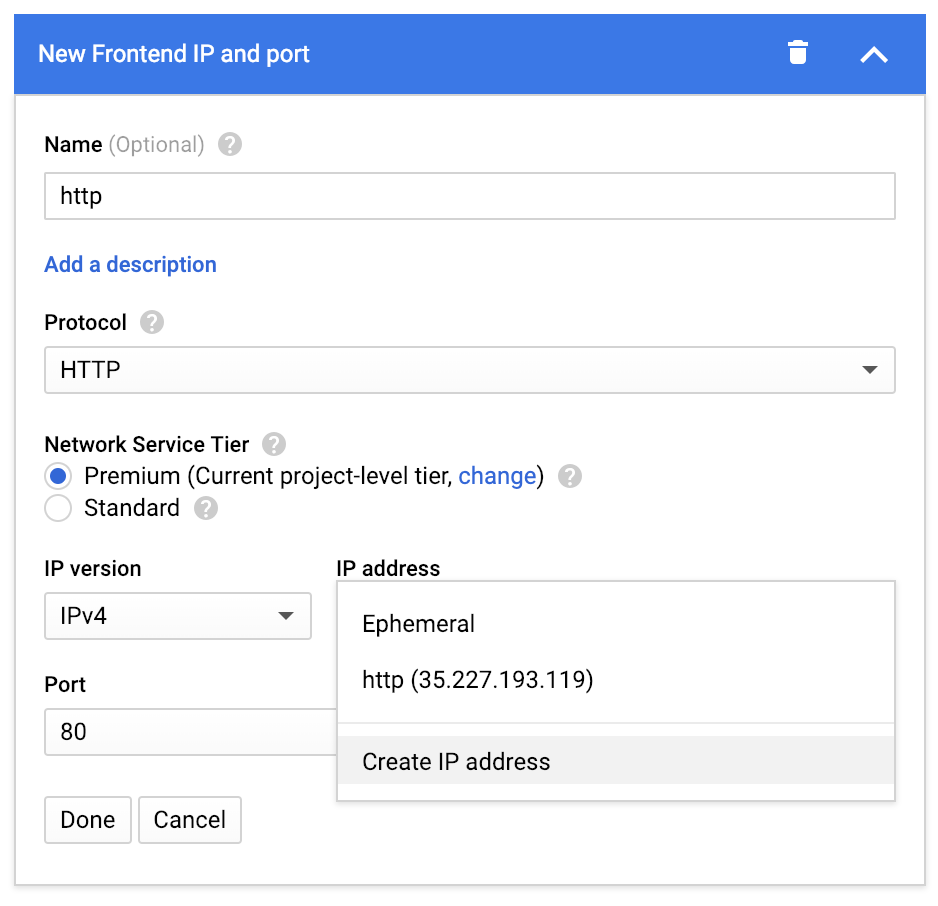 New Frontend IP and port
Name (Optional) ?
http
Add a description
Protocol ?
HTTP
Network Service Tier ?
Premium (Current project-level tier, change) ?
Standard ?
IP version
IPv4
IP address
Ephemeral
http (35.227.193.119)
Create IP address
Port
80
Done
Cancel